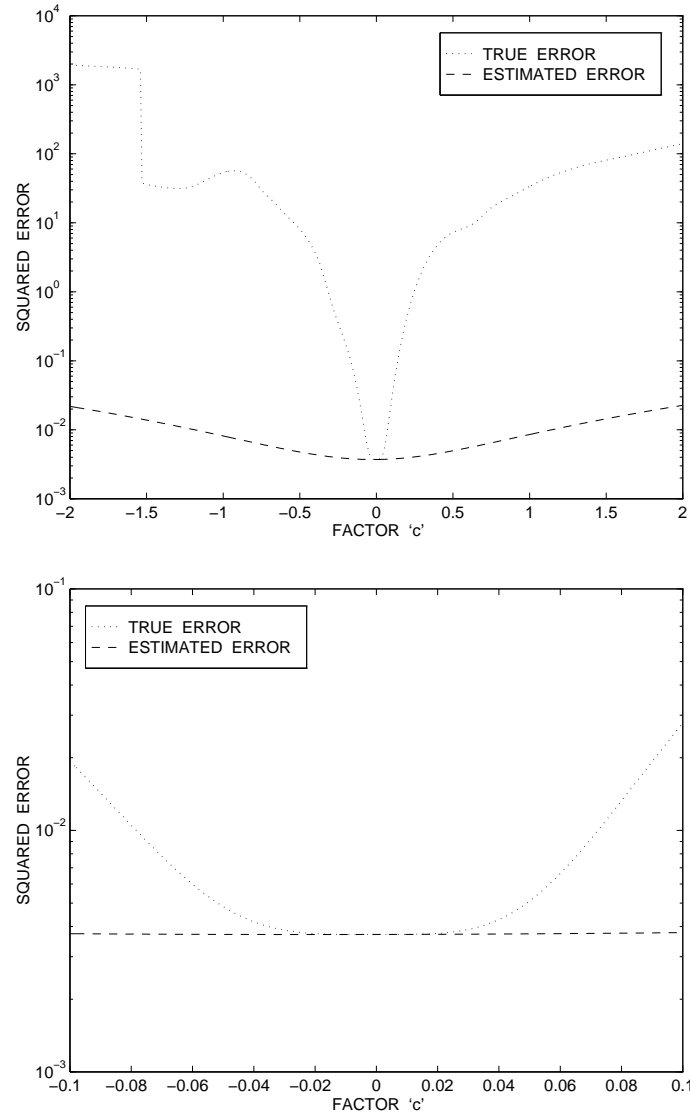 10^4
10^3
10^2
10^1
10^0
10^-1
10^-2
10^-3
SQUARED ERROR
TRUE ERROR
ESTIMATED ERROR
−2 −1.5 −1 −0.5 0 0.5 1 1.5 2
FACTOR 'c'
10^-1
10^-2
10^-3
SQUARED ERROR
TRUE ERROR
ESTIMATED ERROR
−0.1 −0.08 −0.06 −0.04 −0.02 0 0.02 0.04 0.06 0.08 0.1
FACTOR 'c'